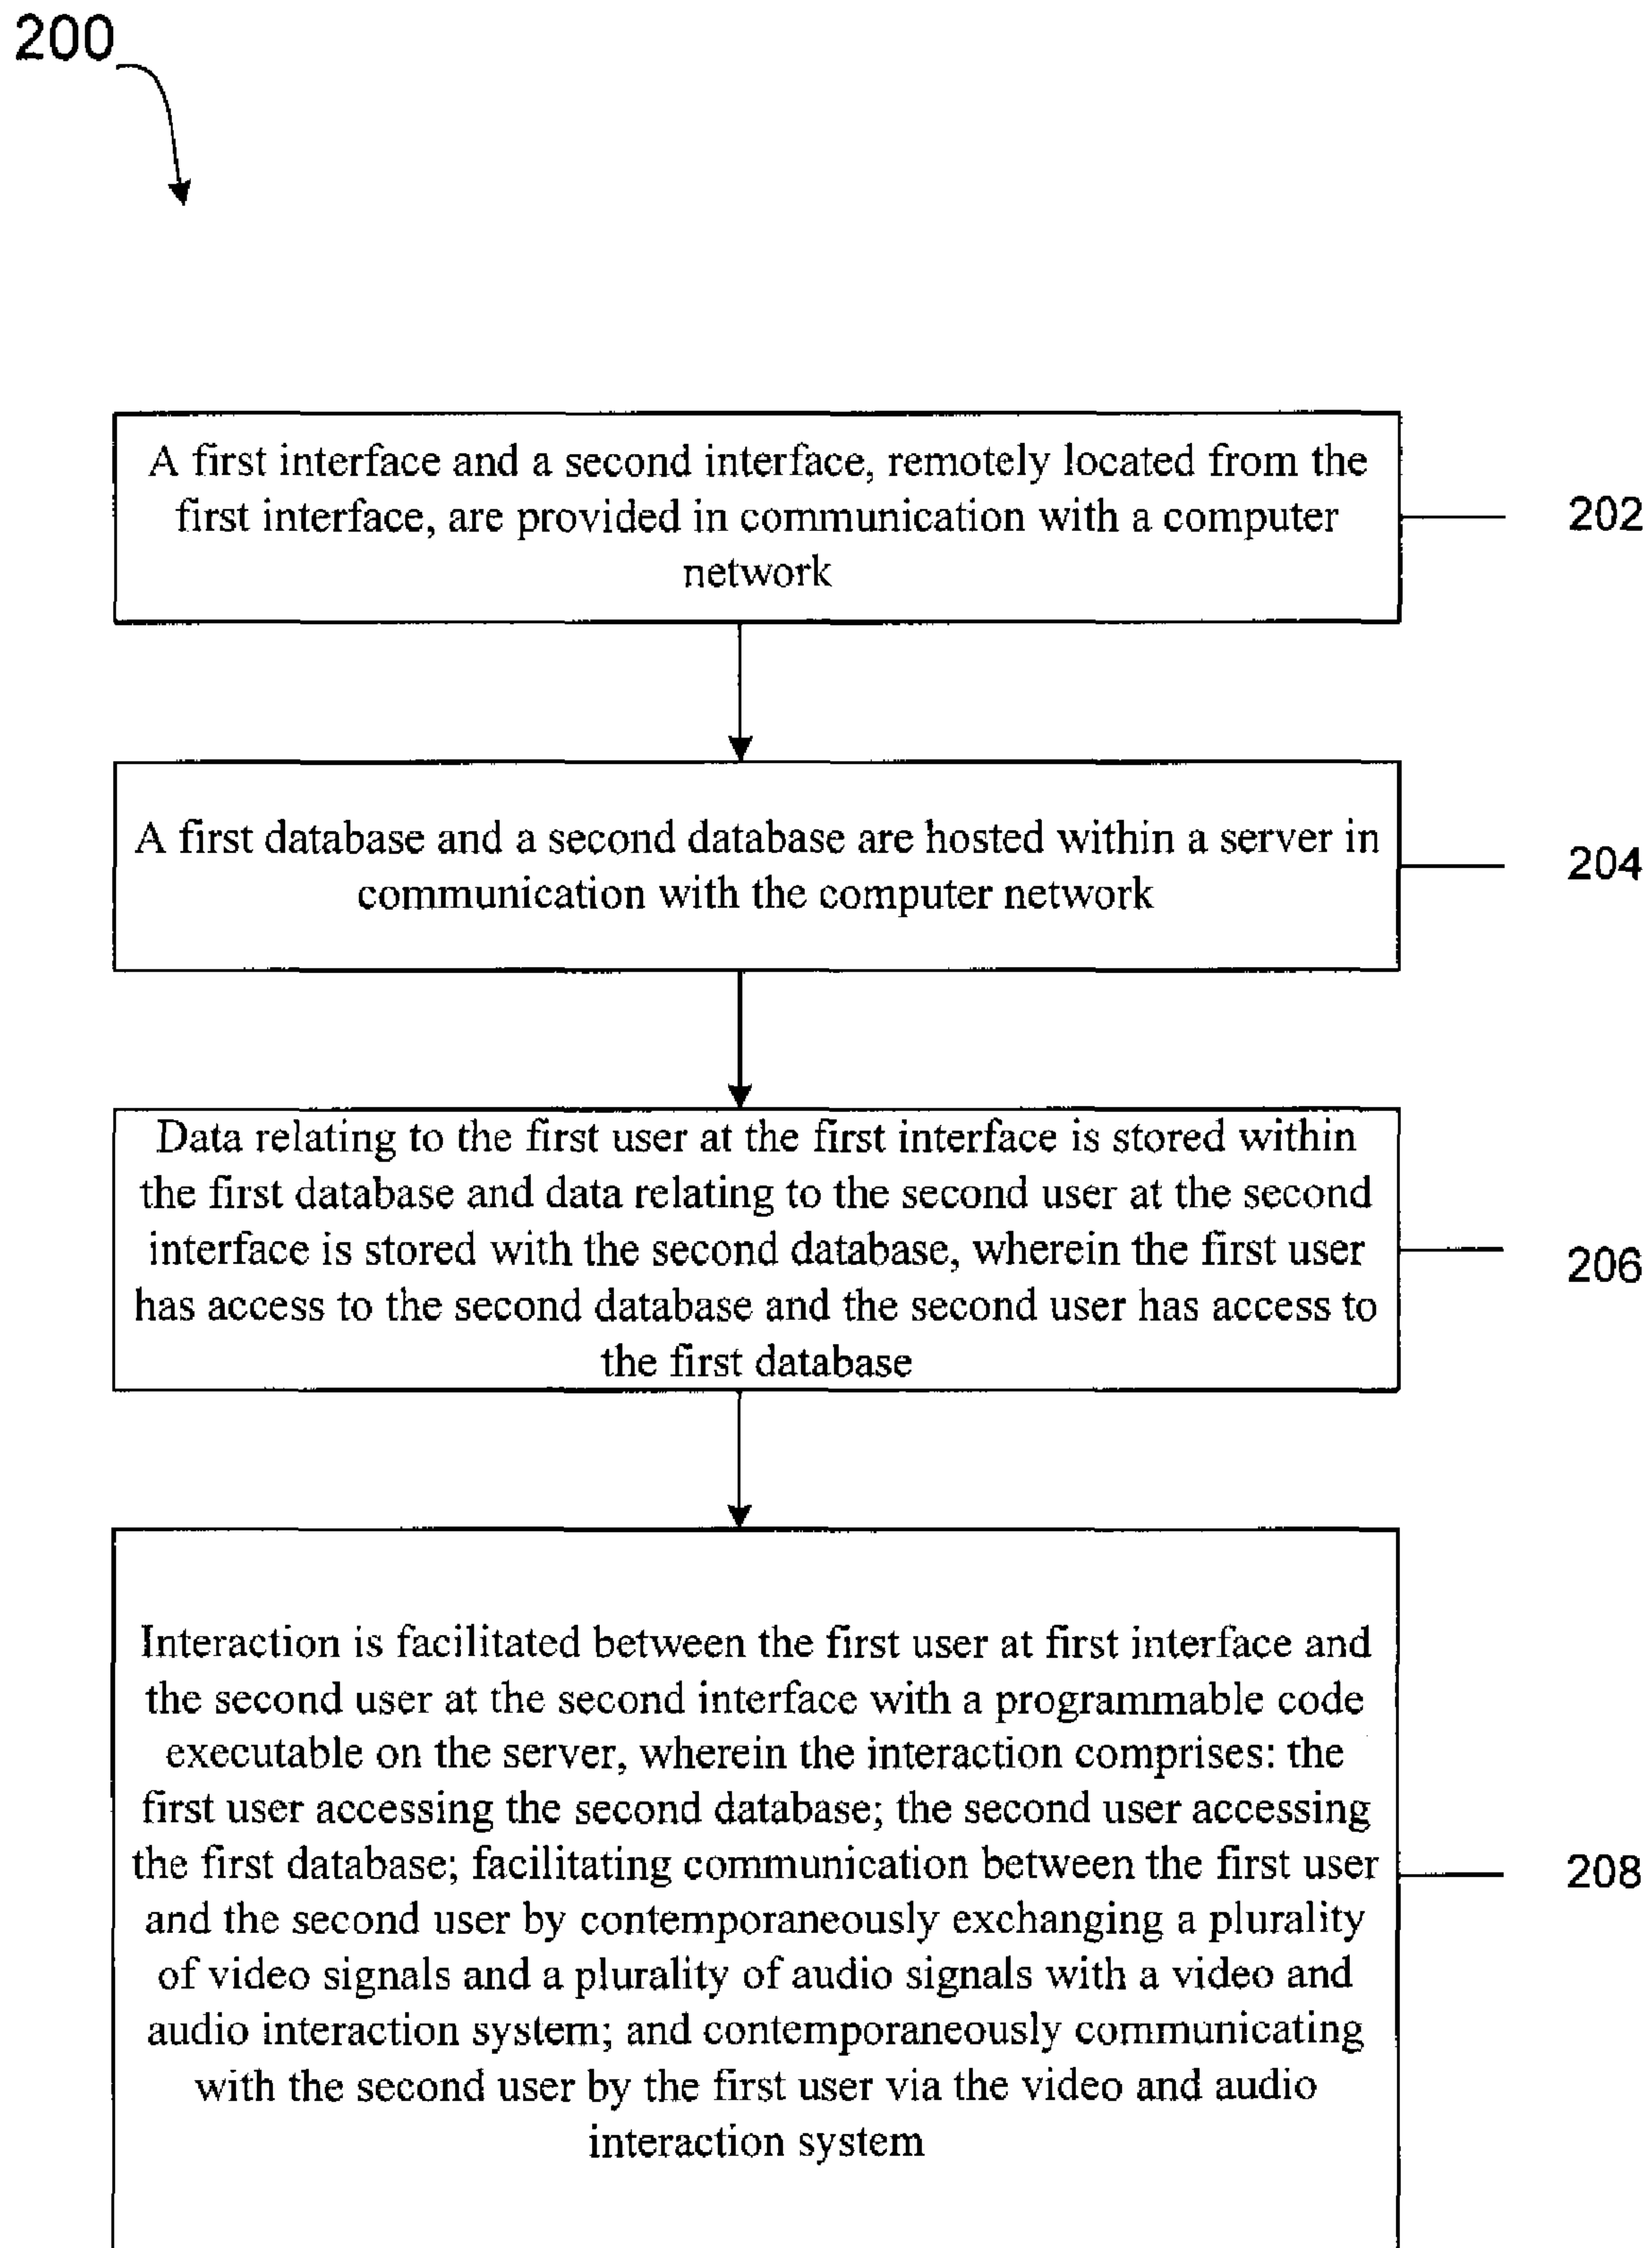 200
A first interface and a second interface, remotely located from the
first interface, are provided in communication with a computer
network
202
A first database and a second database are hosted within a server in
communication with the computer network
204
Data relating to the first user at the first interface is stored within
the first database and data relating to the second user at the second
interface is stored with the second database, wherein the first user
has access to the second database and the second user has access to
the first database
206
Interaction is facilitated between the first user at first interface and
the second user at the second interface with a programmable code
executable on the server, wherein the interaction comprises: the
first user accessing the second database; the second user accessing
the first database; facilitating communication between the first user
and the second user by contemporaneously exchanging a plurality
of video signals and a plurality of audio signals with a video and
audio interaction system; and contemporaneously communicating
with the second user by the first user via the video and audio
interaction system
208